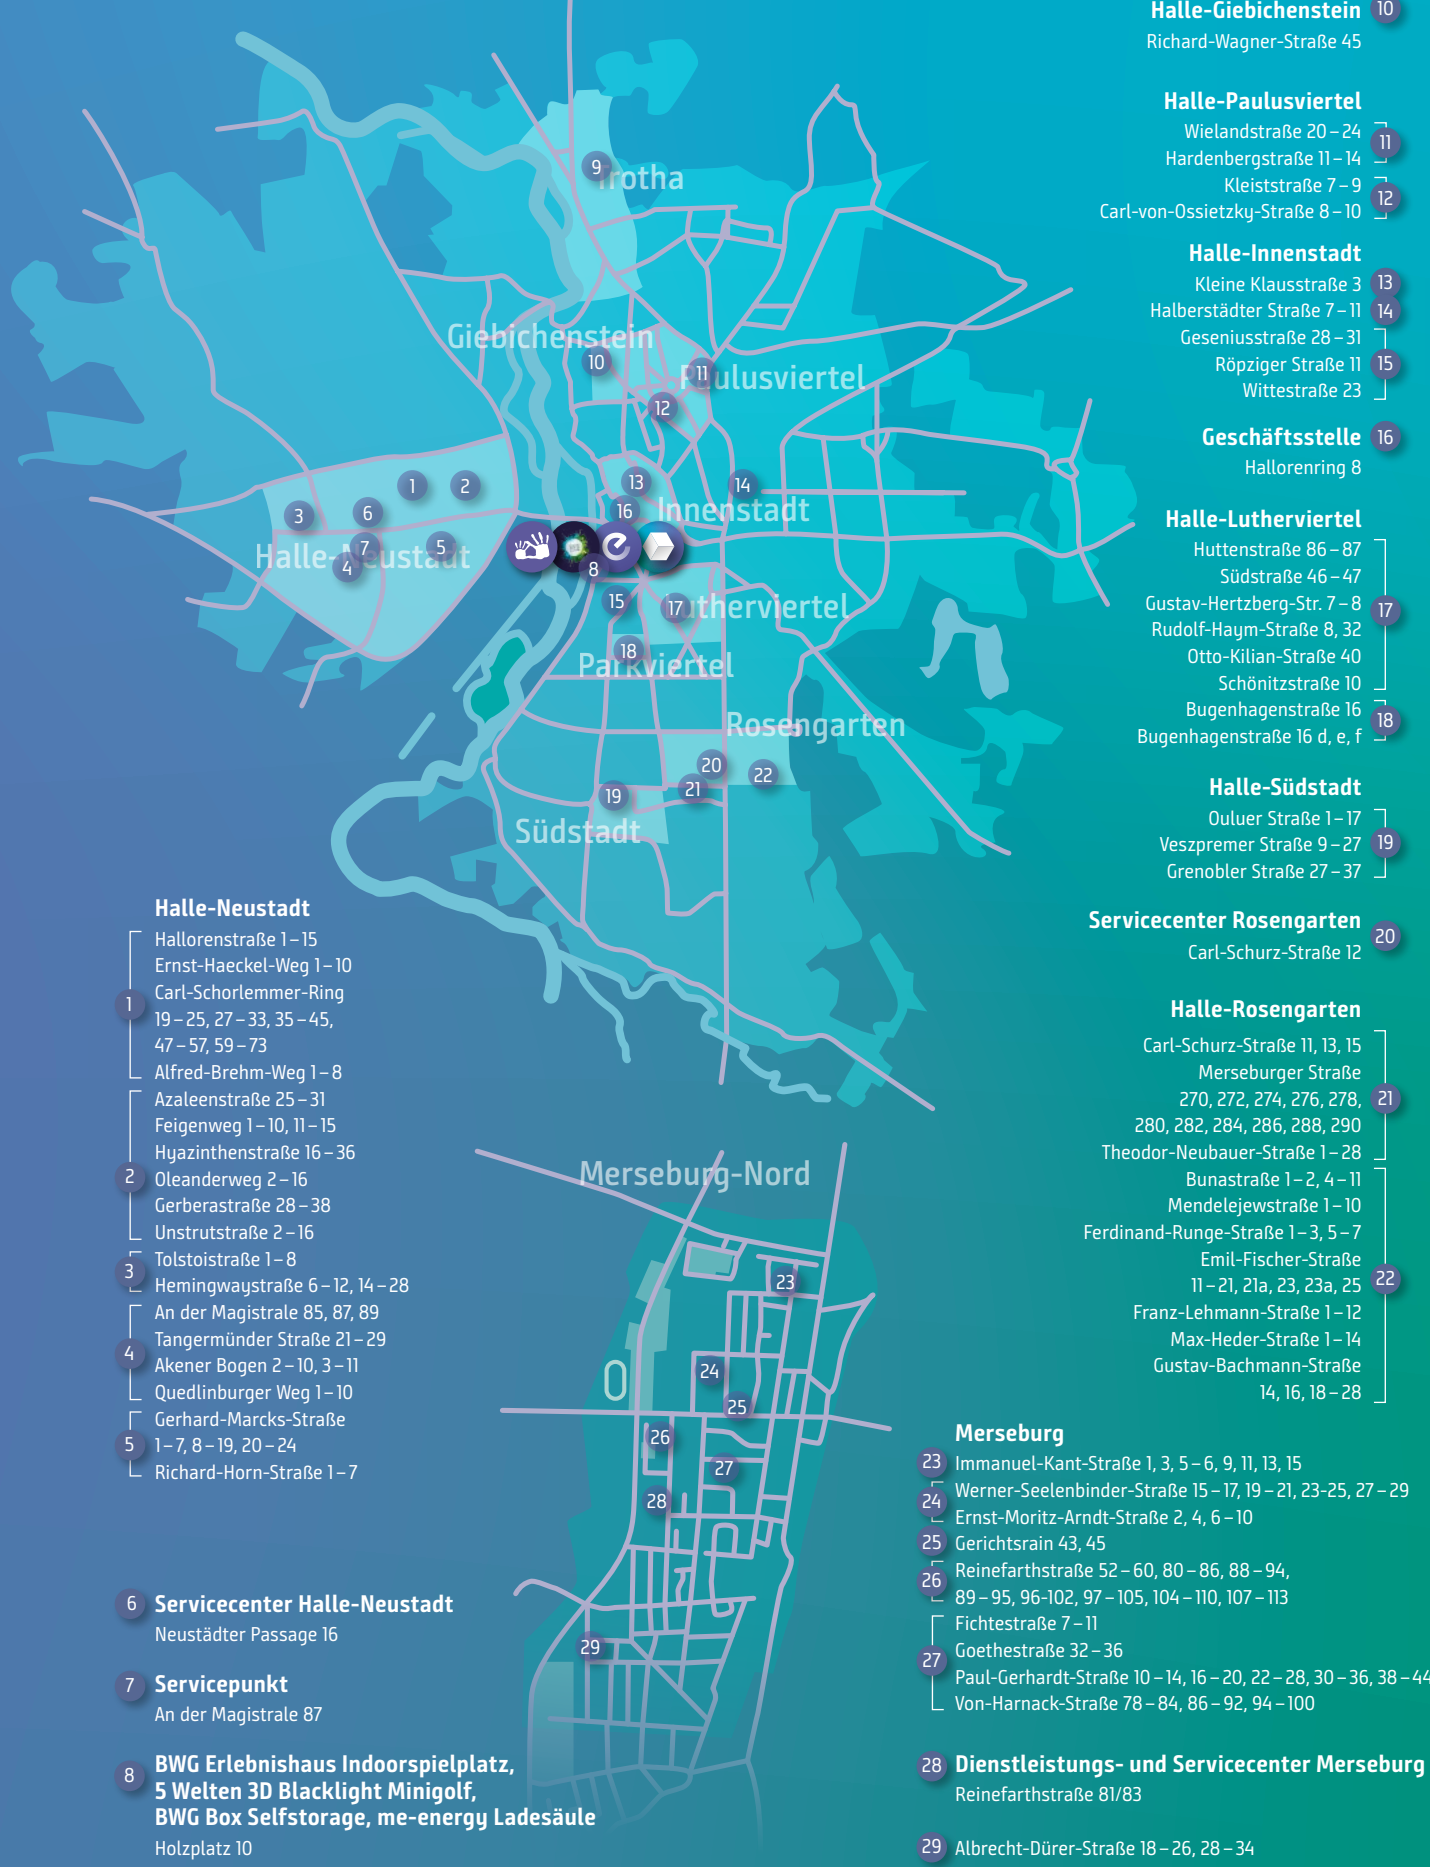 Halle-Giebichenstein 10
Richard-Wagner-Straße 45
Halle-Paulusviertel
Wielandstraße 20 – 24
Hardenbergstraße 11 – 14
11
Kleiststraße 7 – 9
Carl-von-Ossietzky-Straße 8 – 10
12
Halle-Innenstadt
Kleine Klausstraße 3 13
Halberstädter Straße 7 – 11 14
Geseniusstraße 28 – 31
Röpziger Straße 11 15
Wittestraße 23
Geschäftsstelle 16
Hallorenring 8
Halle-Lutherviertel
Huttenstraße 86 – 87
Südstraße 46 – 47
Gustav-Hertzberg-Str. 7 – 8
17
Rudolf-Haym-Straße 8, 32
Otto-Kilian-Straße 40
Schönitzstraße 10
Bugenhagenstraße 16
18
Bugenhagenstraße 16 d, e, f
Halle-Südstadt
Ouluer Straße 1 – 17
Veszpremer Straße 9 – 27 19
Grenobler Straße 27 – 37
Servicecenter Rosengarten
20
Carl-Schurz-Straße 12
Halle-Rosengarten
Carl-Schurz-Straße 11, 13, 15
Merseburger Straße
270, 272, 274, 276, 278, 21
280, 282, 284, 286, 288, 290
Theodor-Neubauer-Straße 1 – 28
Bunastraße 1 – 2, 4 – 11
Mendelejewstraße 1 – 10
Ferdinand-Runge-Straße 1 – 3, 5 – 7
Emil-Fischer-Straße
11 – 21, 21a, 23, 23a, 25 22
Franz-Lehmann-Straße 1 – 12
Max-Heder-Straße 1 – 14
Gustav-Bachmann-Straße
14, 16, 18 – 28
9
Trotha
Giebichenstein
10
11
Paulusviertel
12
1
2
3
6
13
14
16
Innenstadt
7
5
Halle-Neustadt
4
8
15
17
Lutherviertel
18
Parkviertel
Rosengarten
20
22
21
19
Südstadt
Halle-Neustadt
Hallorenstraße 1 – 15
Ernst-Haeckel-Weg 1 – 10
1 Carl-Schorlemmer-Ring
19 – 25, 27 – 33, 35 – 45,
47 – 57, 59 – 73
Alfred-Brehm-Weg 1 – 8
Azaleenstraße 25 – 31
Feigenweg 1 – 10, 11 – 15
Hyazinthenstraße 16 – 36
2 Oleanderweg 2 – 16
Gerberastraße 28 – 38
Unstrutstraße 2 – 16
3
Tolstoistraße 1 – 8
Hemingwaystraße 6 – 12, 14 – 28
An der Magistrale 85, 87, 89
Tangermünder Straße 21 – 29
4
Akener Bogen 2 – 10, 3 – 11
Quedlinburger Weg 1 – 10
Gerhard-Marcks-Straße
5 1 – 7, 8 – 19, 20 – 24
Richard-Horn-Straße 1 – 7
6 Servicecenter Halle-Neustadt
Neustädter Passage 16
7 Servicepunkt
An der Magistrale 87
8 BWG Erlebnishaus Indoorspielplatz,
5 Welten 3D Blacklight Minigolf,
BWG Box Selfstorage, me-energy Ladesäule
Holzplatz 10
Merseburg-Nord
23
24
25
26
27
28
29
Merseburg
23 Immanuel-Kant-Straße 1, 3, 5 – 6, 9, 11, 13, 15
24
Werner-Seelenbinder-Straße 15 – 17, 19 – 21, 23-25, 27 – 29
Ernst-Moritz-Arndt-Straße 2, 4, 6 – 10
25 Gerichtsrain 43, 45
26
Reinefarthstraße 52 – 60, 80 – 86, 88 – 94,
89 – 95, 96-102, 97 – 105, 104 – 110, 107 – 113
Fichtestraße 7 – 11
27
Goethestraße 32 – 36
Paul-Gerhardt-Straße 10 – 14, 16 – 20, 22 – 28, 30 – 36, 38 – 44
Von-Harnack-Straße 78 – 84, 86 – 92, 94 – 100
28 Dienstleistungs- und Servicecenter Merseburg
Reinefarthstraße 81/83
29 Albrecht-Dürer-Straße 18 – 26, 28 – 34